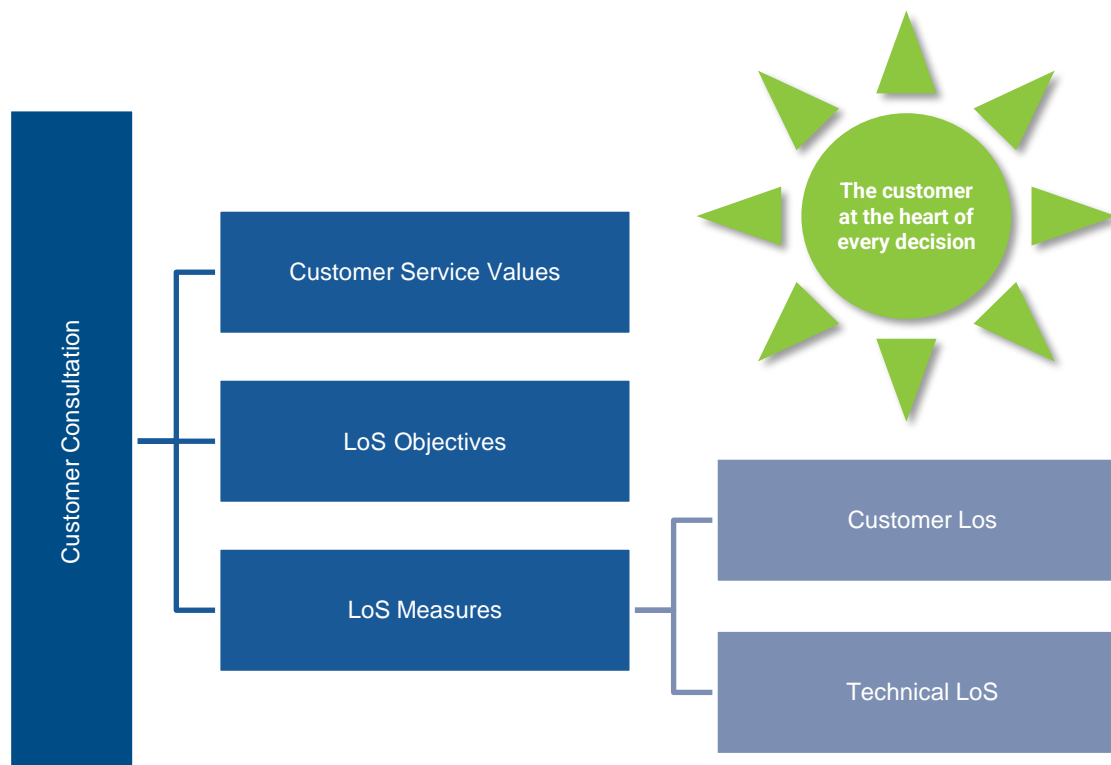 The customer
at the heart of
every decision
Customer Consultation
Customer Service Values
LoS Objectives
LoS Measures
Customer Los
Technical LoS